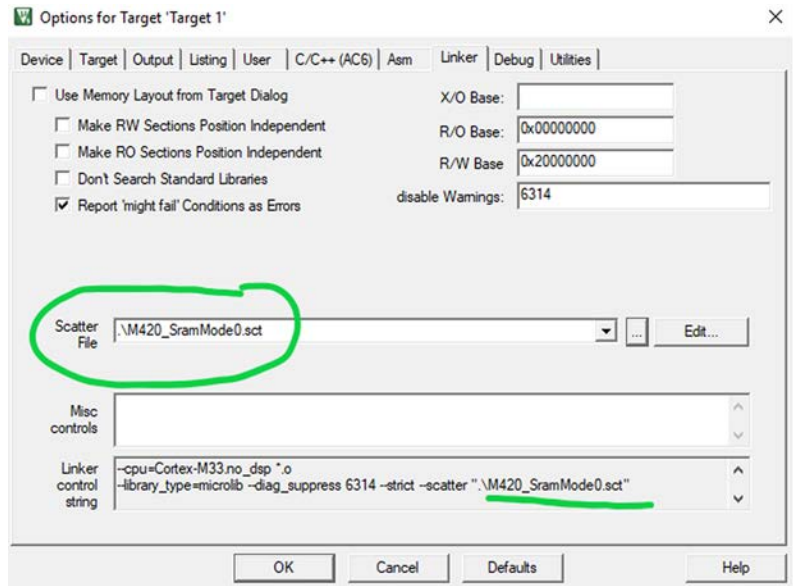 Options for Target 'Target 1'
Device | Target | Output | Listing | User | C/C++ (AC6) | Asm | Linker | Debug | Utilities
Use Memory Layout from Target Dialog
X/O Base:
Make RW Sections Position Independent
R/O Base: 0x00000000
Make RO Sections Position Independent
R/W Base 0x20000000
Don't Search Standard Libraries
disable Warnings: 6314
Report 'might fail' Conditions as Errors
Scatter
File
.\M420_SramMode0.sct
...
Edit...
Misc
controls
Linker
control
string
--cpu=Cortex-M33.no_dsp *.o
--library_type=microlib --diag_suppress 6314 --strict --scatter ".\M420_SramMode0.sct"
OK
Cancel
Defaults
Help